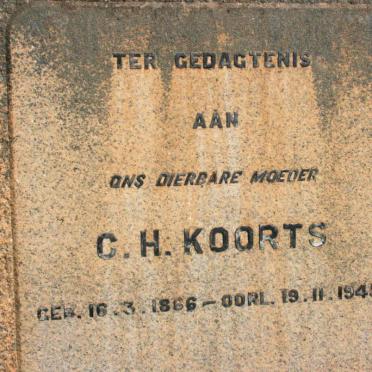 TER GEDAGTENIS
AAN
ONS DIERBARE MOEDER
C.H. KOORTS
GEB. 16.3.1866 – OORL. 19.11.194